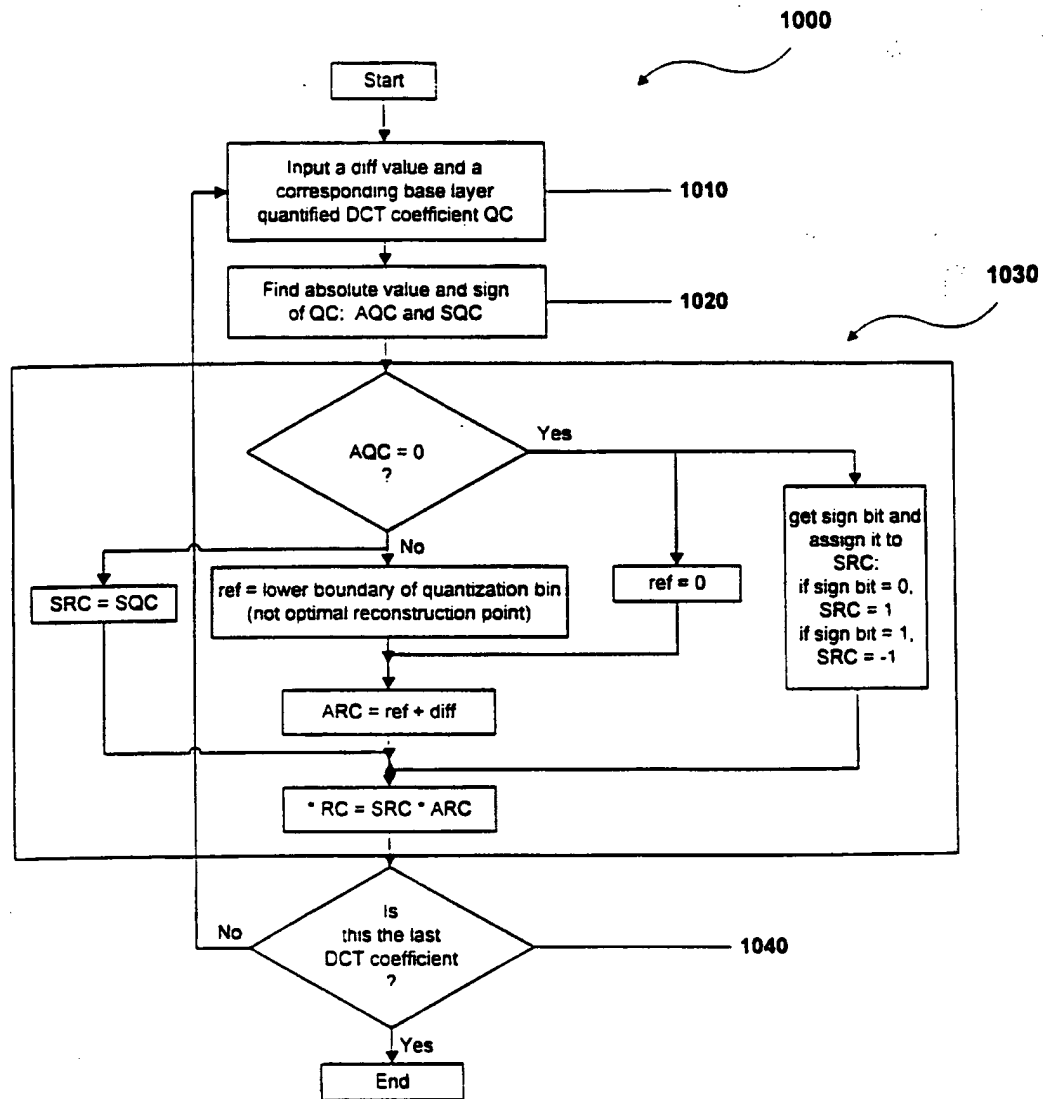 1000
Start
Input a diff value and a
corresponding base layer
quantified DCT coefficient QC
1010
Find absolute value and sign
of QC: AQC and SQC
1020
1030
AQC = 0
?
Yes
No
SRC = SQC
ref = lower boundary of quantization bin
(not optimal reconstruction point)
ref = 0
get sign bit and
assign it to
SRC:
if sign bit = 0,
SRC = 1
if sign bit = 1,
SRC = -1
ARC = ref + diff
* RC = SRC * ARC
Is
this the last
DCT coefficient
?
No
1040
Yes
End